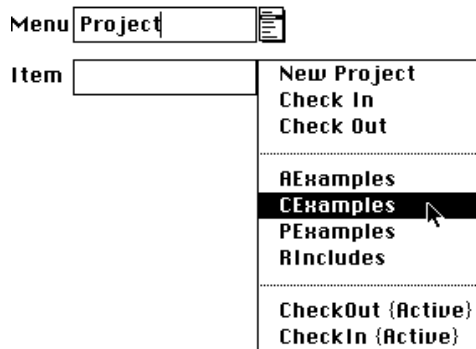 Menu Project
Item
New Project
Check In
Check Out
AExamples
CExamples
PExamples
RIncludes
CheckOut {Active}
CheckIn {Active}